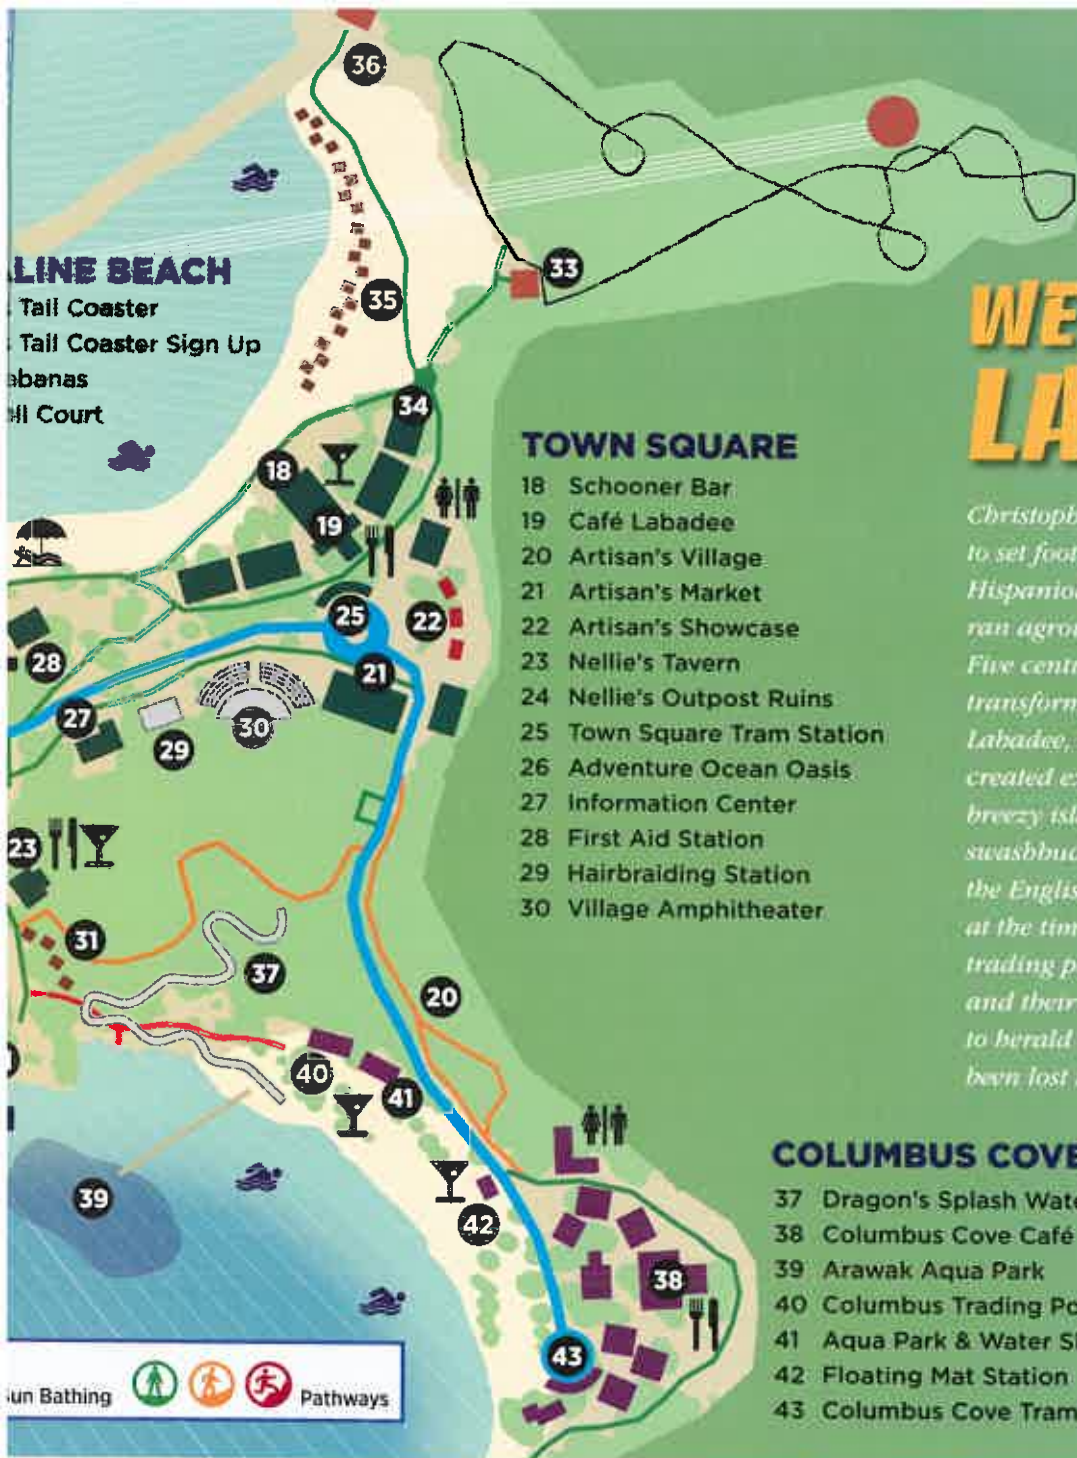 36
33
LINE BEACH
Tail Coaster
Tail Coaster Sign Up
abanas
Court
35
34
18
19
25
22
21
28
27
29
30
23
31
37
20
40
41
39
42
38
43
TOWN SQUARE
18 Schooner Bar
19 Café Labadee
20 Artisan's Village
21 Artisan's Market
22 Artisan's Showcase
23 Nellie's Tavern
24 Nellie's Outpost Ruins
25 Town Square Tram Station
26 Adventure Ocean Oasis
27 Information Center
28 First Aid Station
29 Hairbraiding Station
30 Village Amphitheater
WE
LA
Christoph
to set foot
Hispanio
ran agrou
Five centu
transform
Labadee,
created ex
breezy isl
swashbuc
the Englis
at the tim
trading p
and their
to herald
been lost
COLUMBUS COVE
37 Dragon's Splash Wate
38 Columbus Cove Café
39 Arawak Aqua Park
40 Columbus Trading Po
41 Aqua Park & Water Sl
42 Floating Mat Station
43 Columbus Cove Tram
un Bathing
Pathways